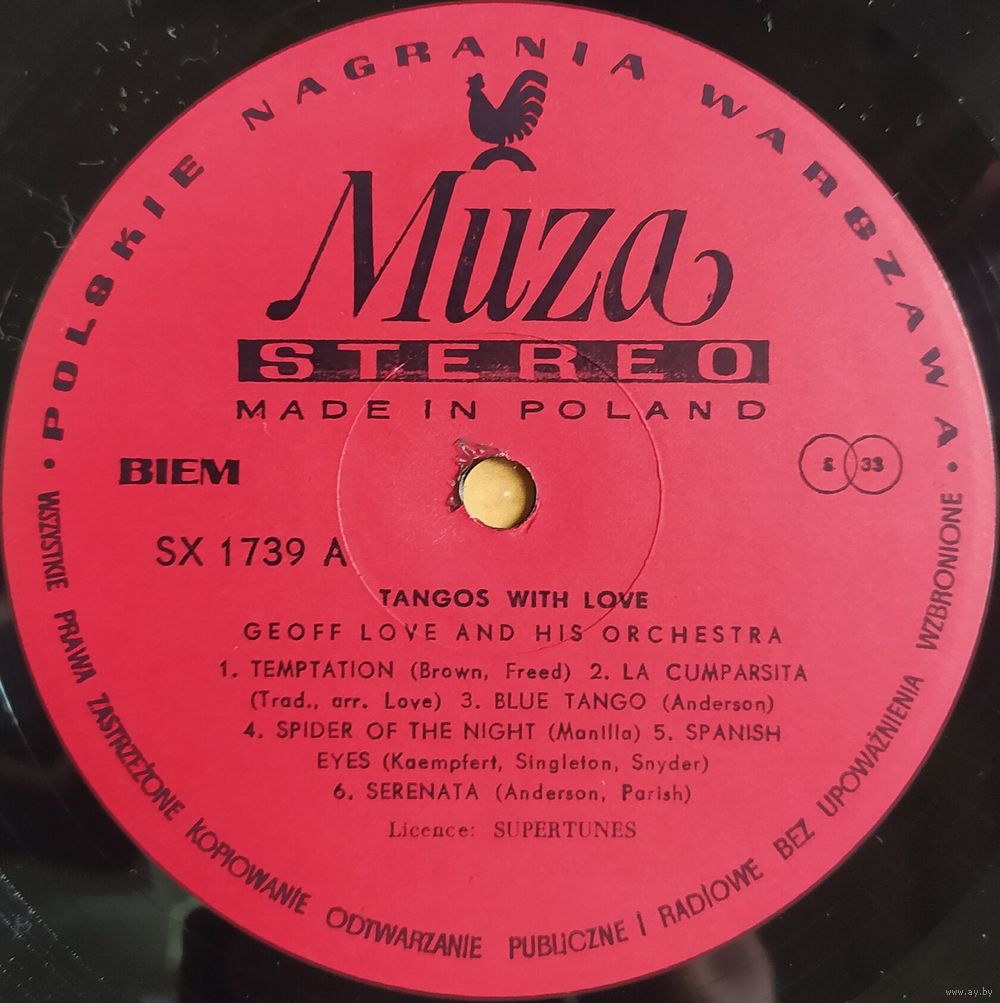 • POLSKIE NAGRANIA WARSZAWA •
Muza
STEREO
MADE IN POLAND
BIEM
S 33
SX 1739 A
TANGOS WITH LOVE
GEOFF LOVE AND HIS ORCHESTRA
1. TEMPTATION (Brown, Freed) 2. LA CUMPARSITA
(Trad., arr. Love) 3. BLUE TANGO (Anderson)
4. SPIDER OF THE NIGHT (Manilla) 5. SPANISH
EYES (Kaempfert, Singleton, Snyder)
6. SERENATA (Anderson, Parish)
Licence: SUPERTUNES
WSZYSTKIE PRAWA ZASTRZEŻONE KOPIOWANIE ODTWARZANIE PUBLICZNE I RADIOWE BEZ UPOWAŻNIENIA WZBRONIONE
www.ay.by